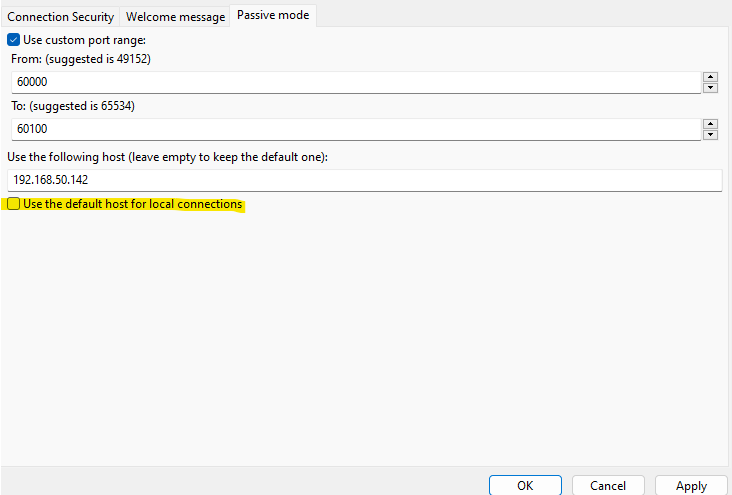 Connection Security Welcome message Passive mode
Use custom port range:
From: (suggested is 49152)
60000
To: (suggested is 65534)
60100
Use the following host (leave empty to keep the default one):
192.168.50.142
Use the default host for local connections
OK Cancel Apply